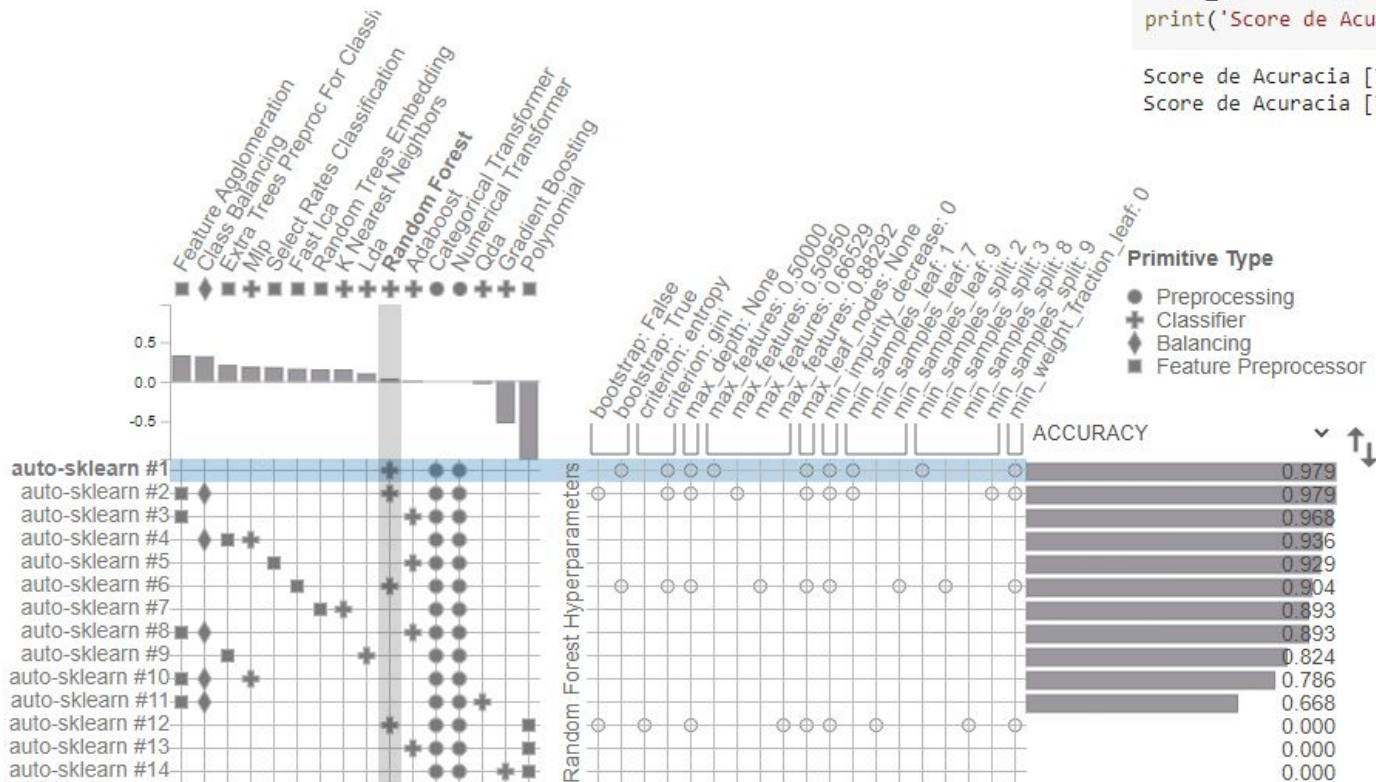 print('Score de Acu
Score de Acuracia [
Score de Acuracia [
Feature Agglomeration
Class Balancing
Extra Trees Preproc For Classi
Mlp
Select Rates Classification
Fast Ica
Random Trees Embedding
K Nearest Neighbors
Lda
Random Forest
Adaboost
Categorical Transformer
Numerical Transformer
Qda
Gradient Boosting
Polynomial
0.5
0.0
-0.5
bootstrap: False
bootstrap: True
criterion: entropy
criterion: gini
max_depth: None
max_features: 0.50000
max_features: 0.50950
max_features: 0.66529
max_features: 0.88292
max_leaf_nodes: None
min_impurity_decrease: 0
min_samples_leaf: 1
min_samples_leaf: 7
min_samples_leaf: 9
min_samples_split: 2
min_samples_split: 3
min_samples_split: 8
min_samples_split: 9
min_weight_fraction_leaf: 0
Primitive Type
Preprocessing
Classifier
Balancing
Feature Preprocessor
ACCURACY
Random Forest Hyperparameters
auto-sklearn #1 0.979
auto-sklearn #2 0.979
auto-sklearn #3 0.968
auto-sklearn #4 0.936
auto-sklearn #5 0.929
auto-sklearn #6 0.904
auto-sklearn #7 0.893
auto-sklearn #8 0.893
auto-sklearn #9 0.824
auto-sklearn #10 0.786
auto-sklearn #11 0.668
auto-sklearn #12 0.000
auto-sklearn #13 0.000
auto-sklearn #14 0.000